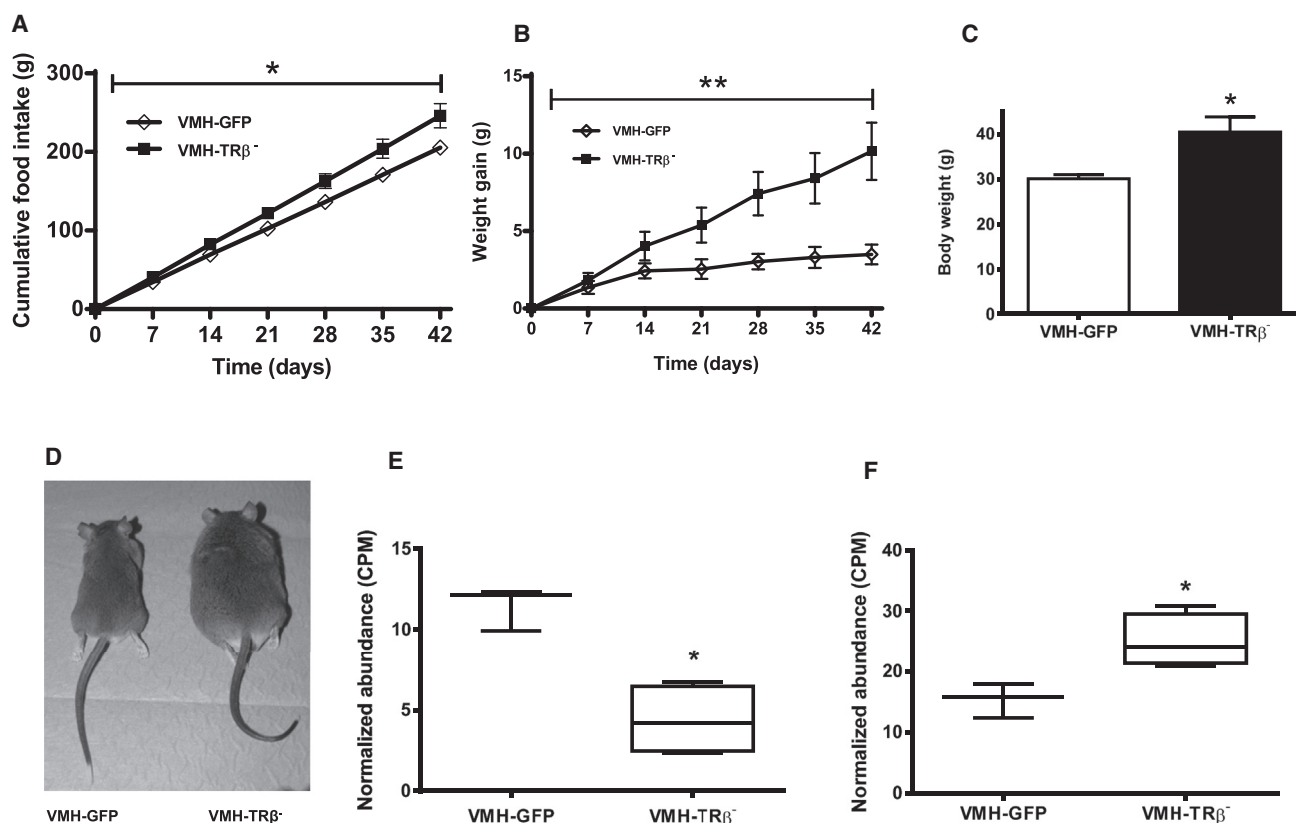 A
Cumulative food intake (g)
300
200
100
0
*
VMH-GFP
VMH-TRβ-
0 7 14 21 28 35 42
Time (days)
B
Weight gain (g)
15
10
5
0
**
VMH-GFP
VMH-TRβ-
0 7 14 21 28 35 42
Time (days)
C
Body weight (g)
40
30
20
10
0
*
VMH-GFP VMH-TRβ-
D
VMH-GFP VMH-TRβ-
E
Normalized abundance (CPM)
15
10
5
0
*
VMH-GFP VMH-TRβ-
F
Normalized abundance (CPM)
40
30
20
10
0
*
VMH-GFP VMH-TRβ-